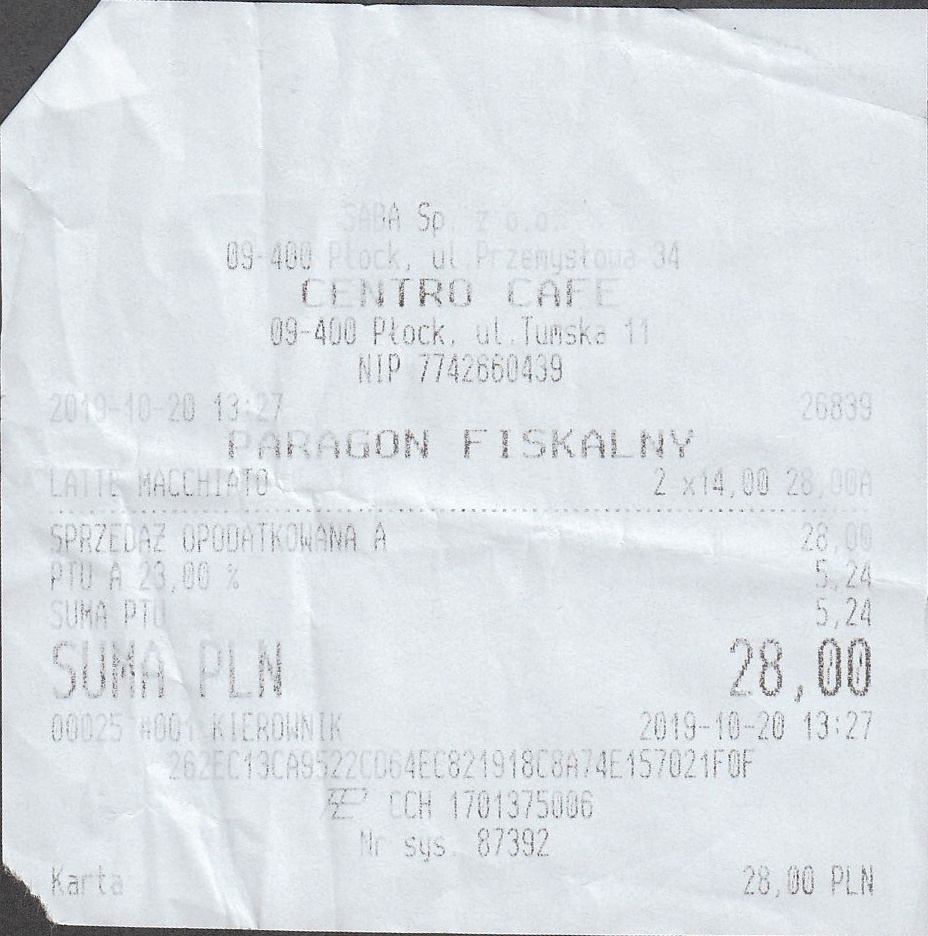 SABA Sp. z o.o.
09-400 Płock, ul.Przemysłowa 34
CENTRO CAFE
09-400 Płock, ul.Tumska 11
NIP 7742660439
2019-10-20 13:27 26839
PARAGON FISKALNY
LATTE MACCHIATO 2 x14,00 28,00A
SPRZEDAŻ OPODATKOWANA A 28,00
PTU A 23,00 % 5,24
SUMA PTU 5,24
SUMA PLN 28,00
00025 #001 KIEROWNIK 2019-10-20 13:27
262EC13CA9522CD64EC821918C8A74E157021F0F
CCH 1701375006
Nr sys. 87392
Karta 28,00 PLN